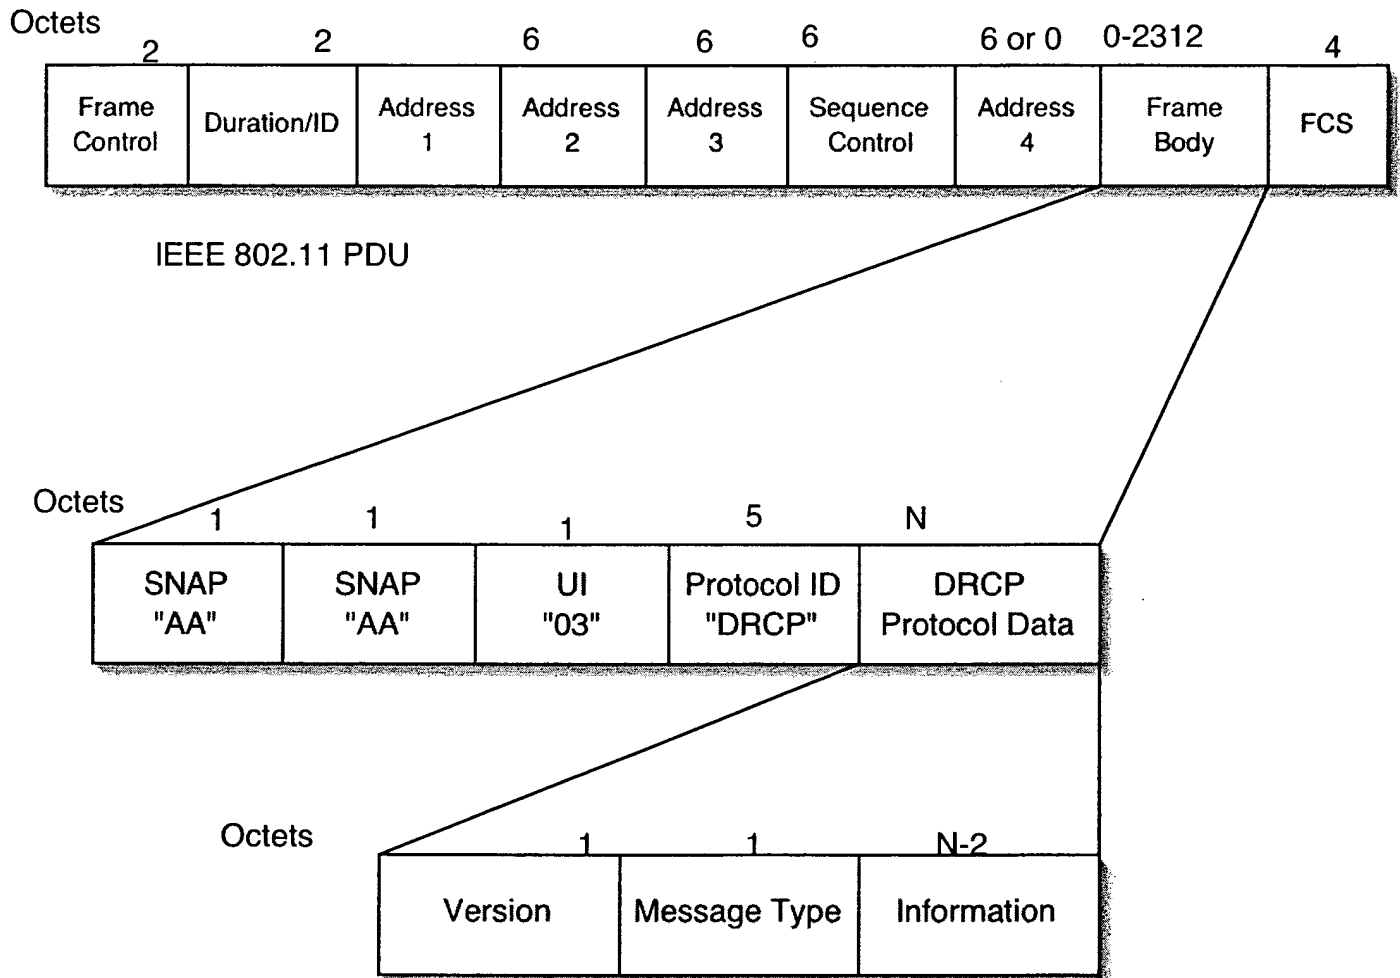 Octets
2 2 6 6 6 6 or 0 0-2312 4
Frame Control
Duration/ID
Address 1
Address 2
Address 3
Sequence Control
Address 4
Frame Body
FCS
IEEE 802.11 PDU
Octets
1 1 1 5 N
SNAP "AA"
SNAP "AA"
UI "03"
Protocol ID "DRCP"
DRCP Protocol Data
Octets
1 1 N-2
Version
Message Type
Information